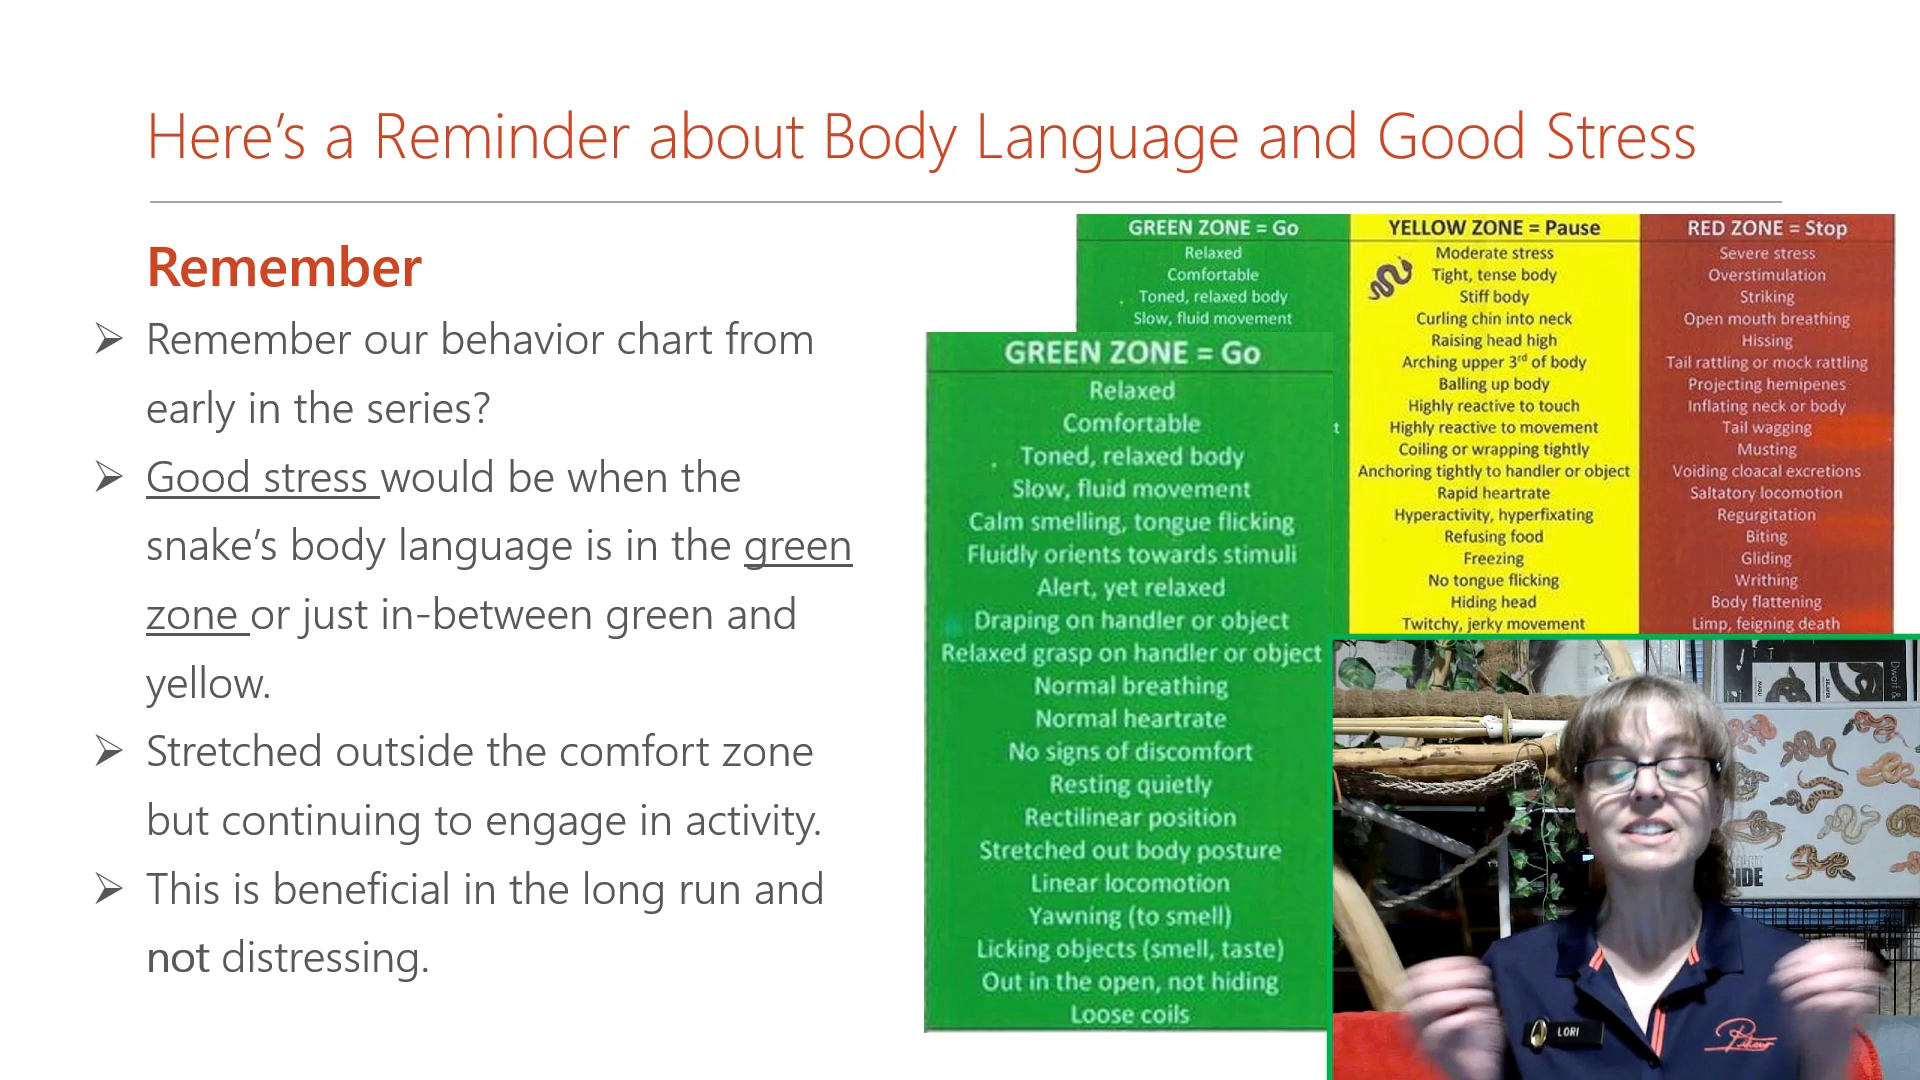 Here's a Reminder about Body Language and Good Stress
Remember
➢ Remember our behavior chart from
early in the series?
➢ Good stress would be when the
snake's body language is in the green
zone or just in-between green and
yellow.
➢ Stretched outside the comfort zone
but continuing to engage in activity.
➢ This is beneficial in the long run and
not distressing.
GREEN ZONE = Go
Relaxed
Comfortable
Toned, relaxed body
Slow, fluid movement
t
GREEN ZONE = Go
Relaxed
Comfortable
Toned, relaxed body
Slow, fluid movement
Calm smelling, tongue flicking
Fluidly orients towards stimuli
Alert, yet relaxed
Draping on handler or object
Relaxed grasp on handler or object
Normal breathing
Normal heartrate
No signs of discomfort
Resting quietly
Rectilinear position
Stretched out body posture
Linear locomotion
Yawning (to smell)
Licking objects (smell, taste)
Out in the open, not hiding
Loose coils
YELLOW ZONE = Pause
Moderate stress
Tight, tense body
Stiff body
Curling chin into neck
Raising head high
Arching upper 3rd of body
Balling up body
Highly reactive to touch
Highly reactive to movement
Coiling or wrapping tightly
Anchoring tightly to handler or object
Rapid heartrate
Hyperactivity, hyperfixating
Refusing food
Freezing
No tongue flicking
Hiding head
Twitchy, jerky movement
RED ZONE = Stop
Severe stress
Overstimulation
Striking
Open mouth breathing
Hissing
Tail rattling or mock rattling
Projecting hemipenes
Inflating neck or body
Tail wagging
Musting
Voiding cloacal excretions
Saltatory locomotion
Regurgitation
Biting
Gliding
Writhing
Body flattening
Limp, feigning death
Dwarf &
LORI